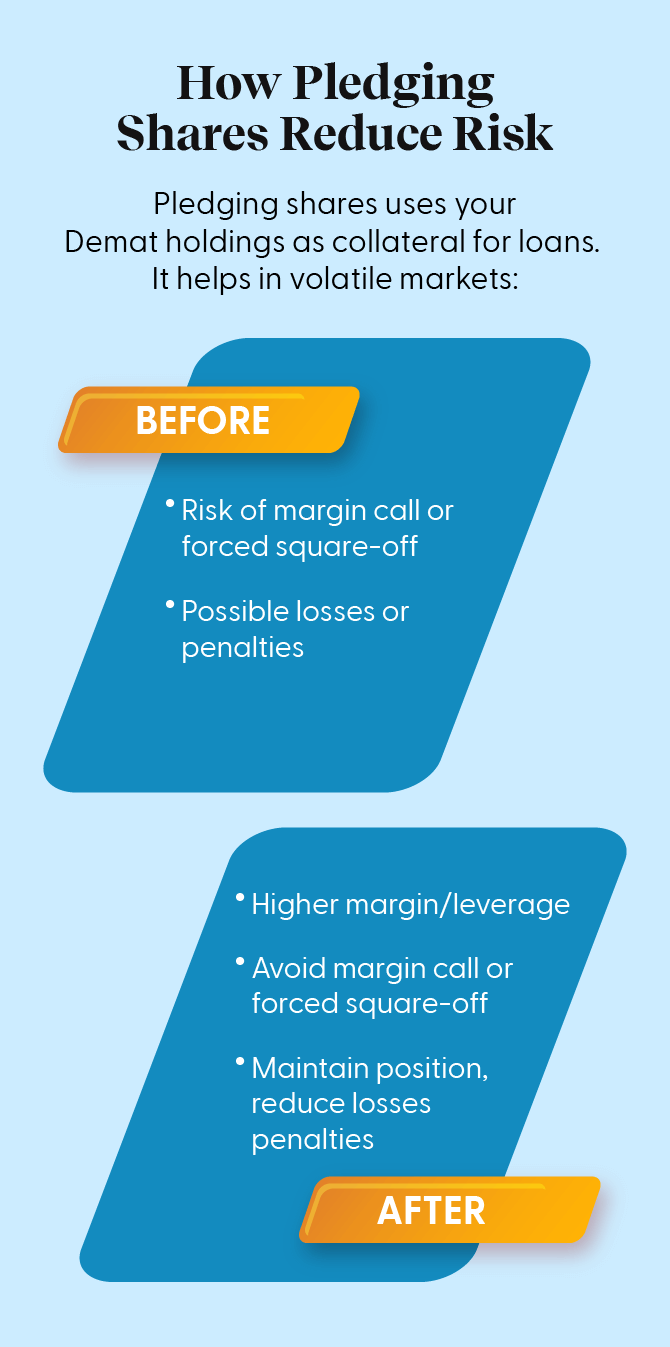 How Pledging
Shares Reduce Risk
Pledging shares uses your
Demat holdings as collateral for loans.
It helps in volatile markets:
BEFORE
• Risk of margin call or
forced square-off
• Possible losses or
penalties
• Higher margin/leverage
• Avoid margin call or
forced square-off
• Maintain position,
reduce losses
penalties
AFTER